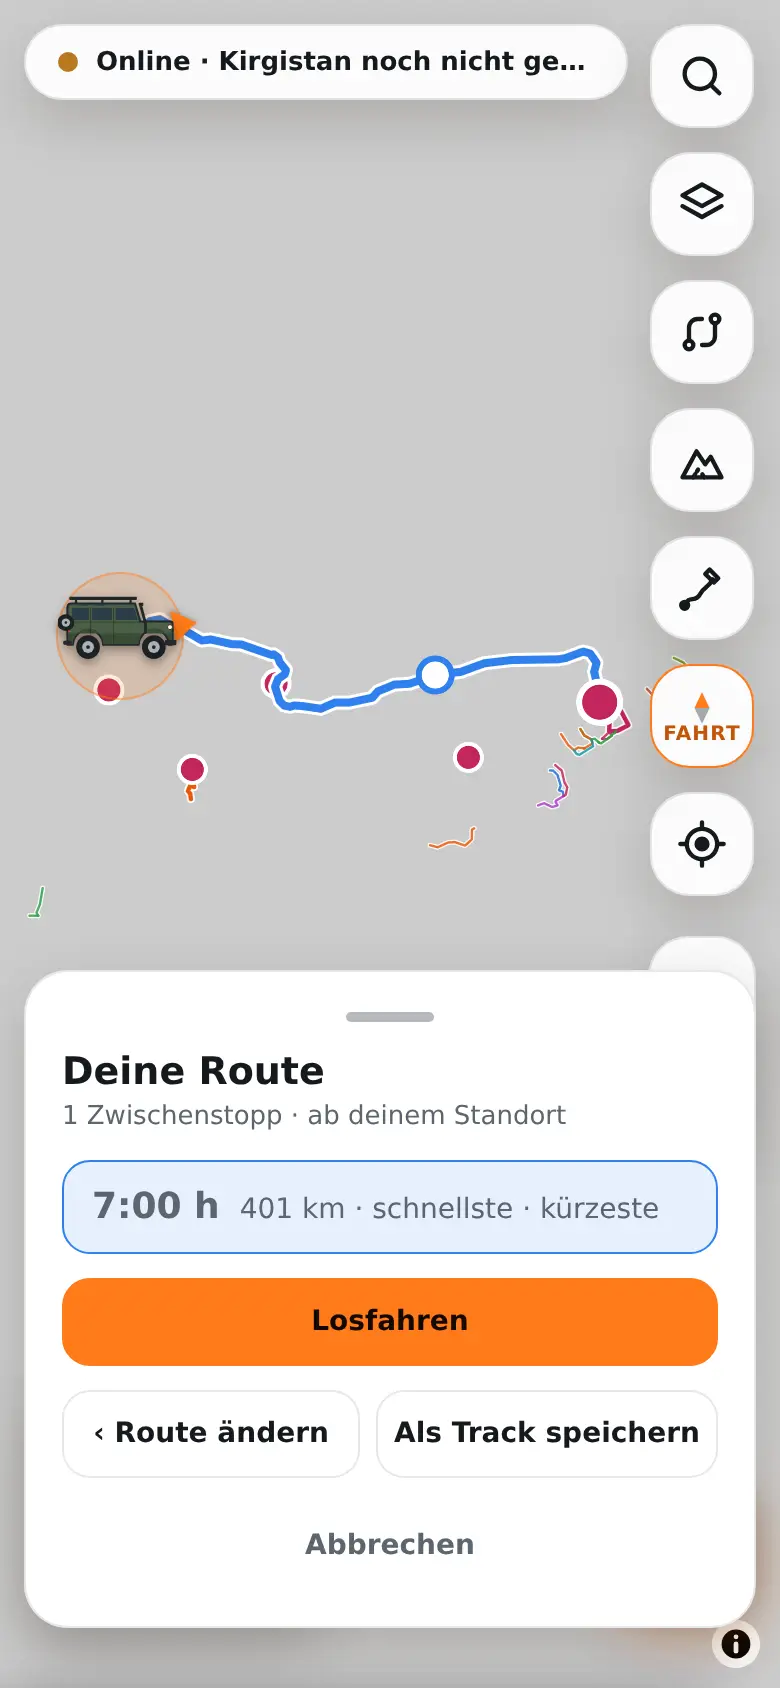 Online · Kirgistan noch nicht ge…
FAHRT
Deine Route
1 Zwischenstopp · ab deinem Standort
7:00 h 401 km · schnellste · kürzeste
Losfahren
‹ Route ändern
Als Track speichern
Abbrechen